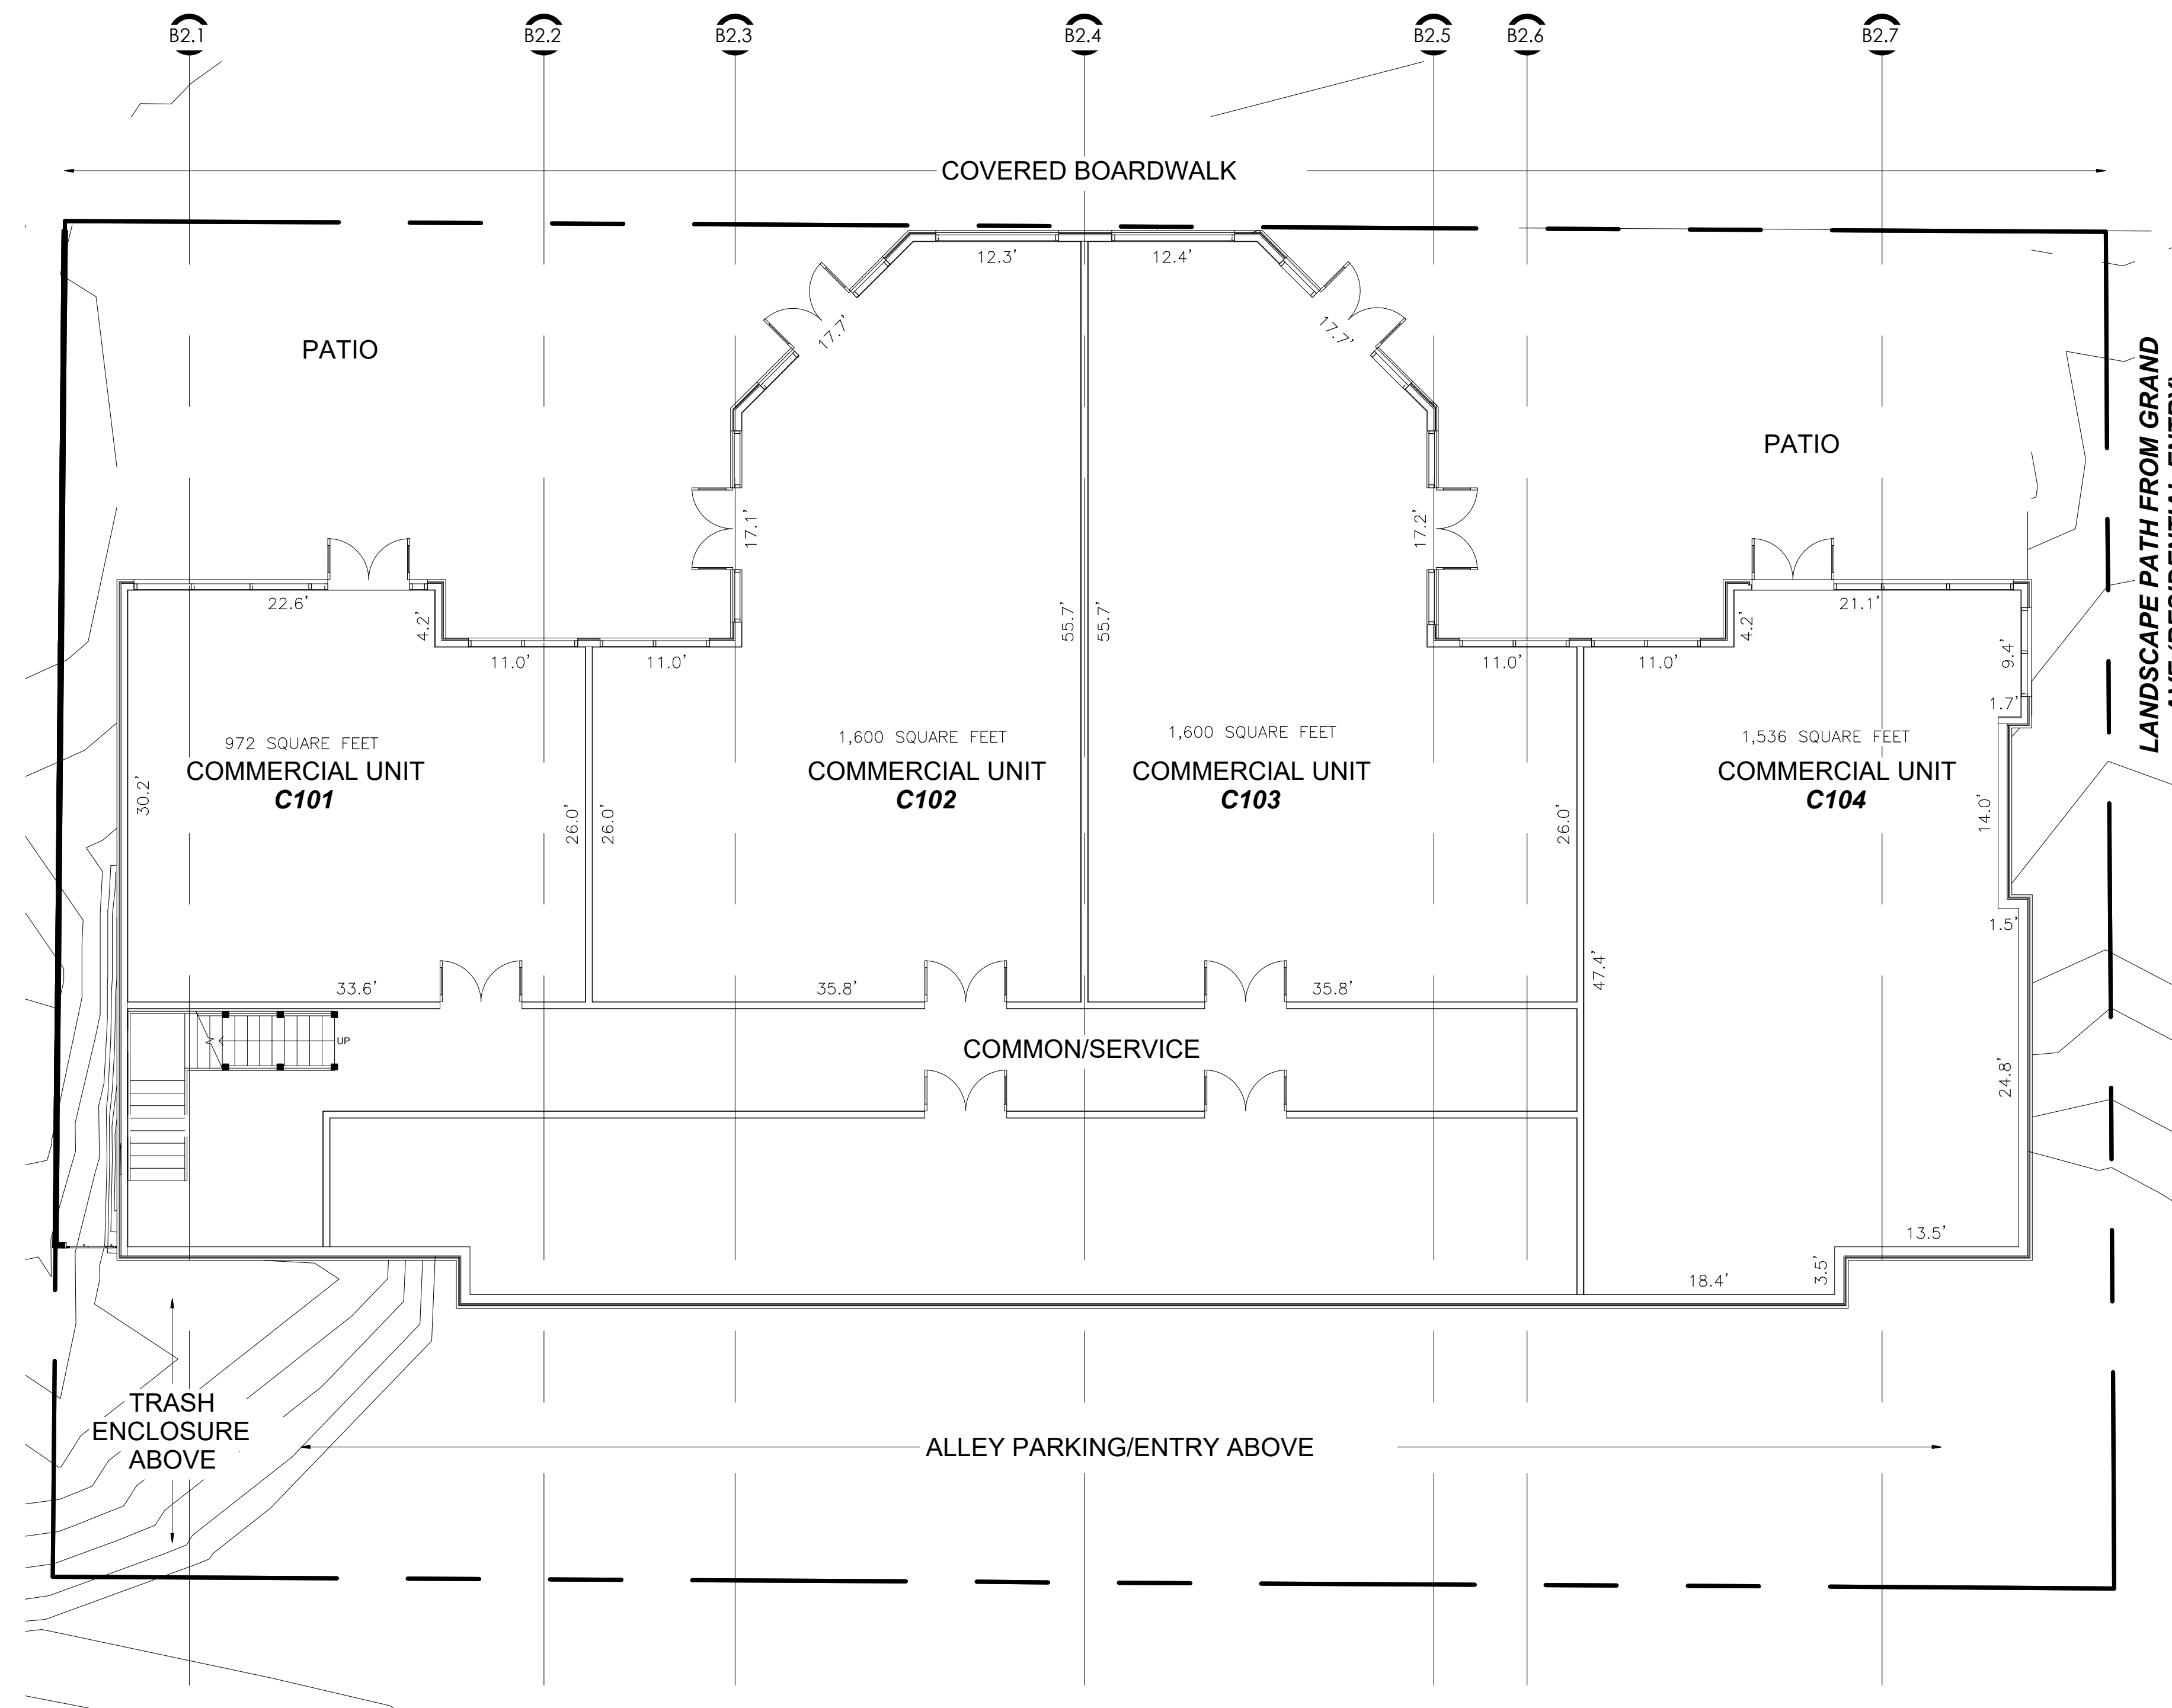 B2.1
B2.2
B2.3
B2.4
B2.5
B2.6
B2.7
COVERED BOARDWALK
12.3'
12.4'
17.7'
17.7'
PATIO
PATIO
LANDSCAPE PATH FROM GRAND
AVE (RESIDENTIAL ENTRY)
17.1'
17.2'
22.6'
4.2'
55.7'
55.7'
4.2'
21.1'
11.0'
11.0'
11.0'
11.0'
9.4'
1.7'
972 SQUARE FEET
COMMERCIAL UNIT
C101
1,600 SQUARE FEET
COMMERCIAL UNIT
C102
1,600 SQUARE FEET
COMMERCIAL UNIT
C103
1,536 SQUARE FEET
COMMERCIAL UNIT
C104
30.2'
26.0'
26.0'
26.0'
14.0'
1.5'
33.6'
35.8'
35.8'
47.4'
UP
COMMON/SERVICE
24.8'
13.5'
18.4'
3.5'
TRASH
ENCLOSURE
ABOVE
ALLEY PARKING/ENTRY ABOVE